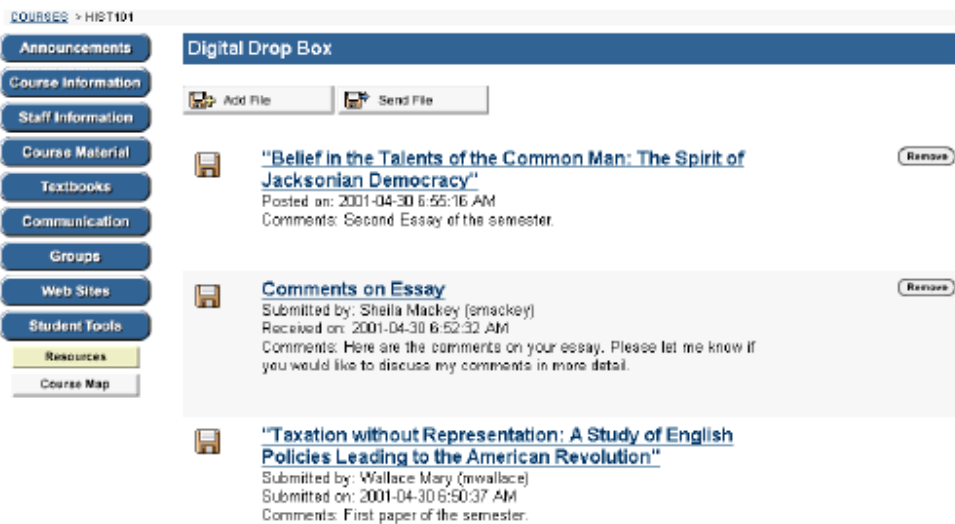 COURSES > HIST101
Announcements
Course Information
Staff Information
Course Material
Textbooks
Communication
Groups
Web Sites
Student Tools
Resources
Course Map
Digital Drop Box
Add File
Send File
"Belief in the Talents of the Common Man: The Spirit of
Jacksonian Democracy"
Posted on: 2001-04-30 6:55:16 AM
Comments: Second Essay of the semester.
Remove
Comments on Essay
Submitted by: Sheila Mackey (smackey)
Received on: 2001-04-30 6:52:32 AM
Comments: Here are the comments on your essay. Please let me know if
you would like to discuss my comments in more detail.
Remove
"Taxation without Representation: A Study of English
Policies Leading to the American Revolution"
Submitted by: Wallace Mary (mwallace)
Submitted on: 2001-04-30 6:50:37 AM
Comments: First paper of the semester.